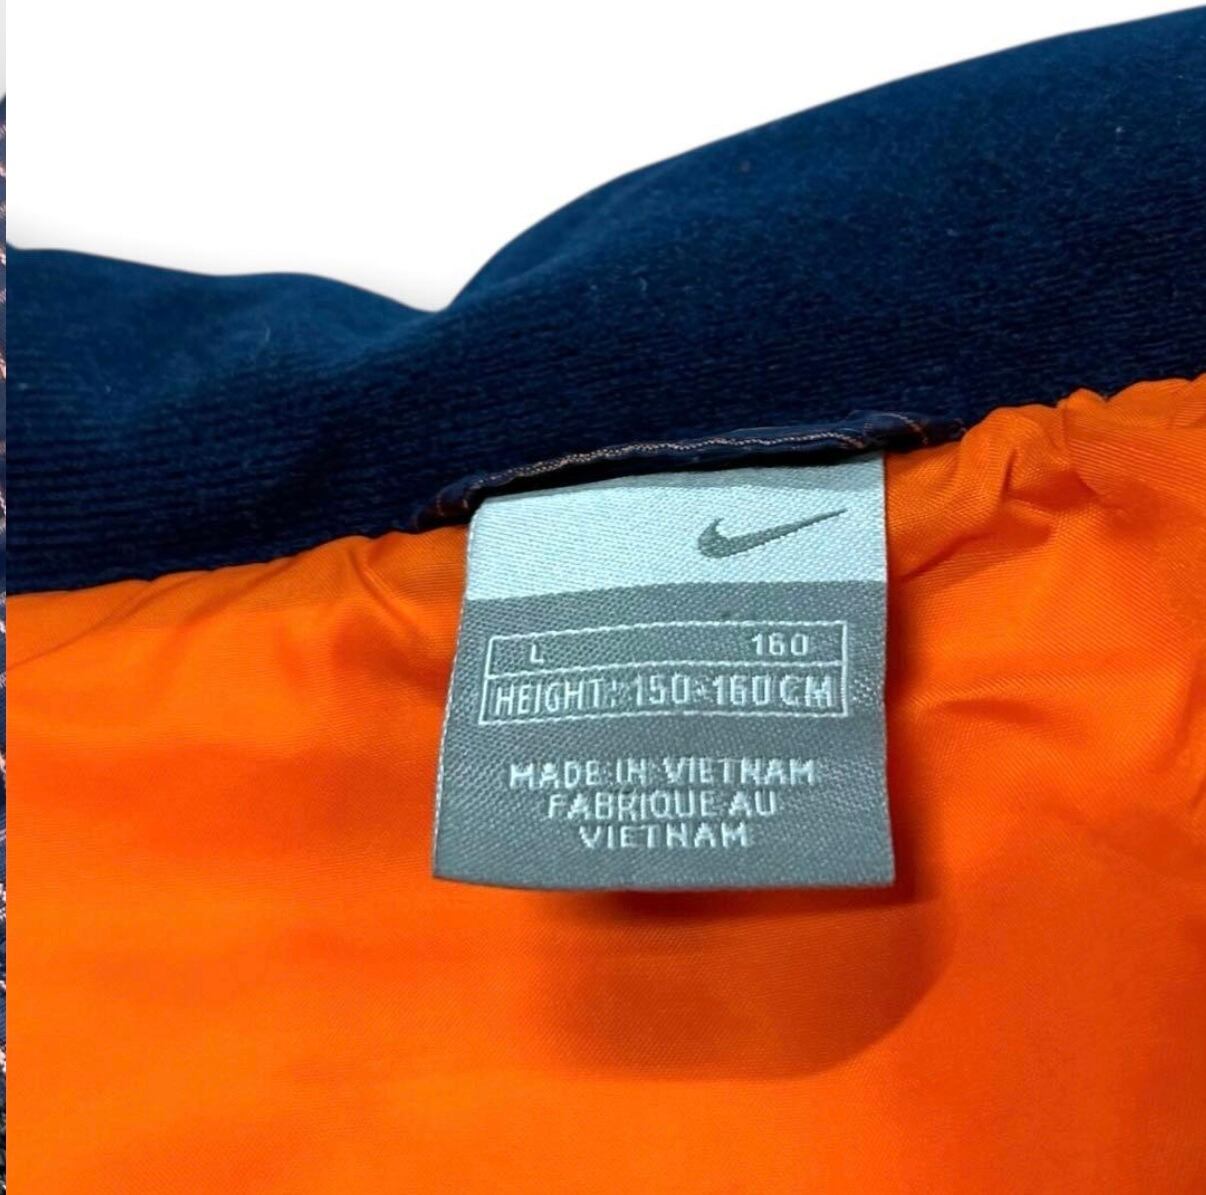 L 160
HEIGHT: 150-160 CM
MADE IN VIETNAM
FABRIQUE AU
VIETNAM